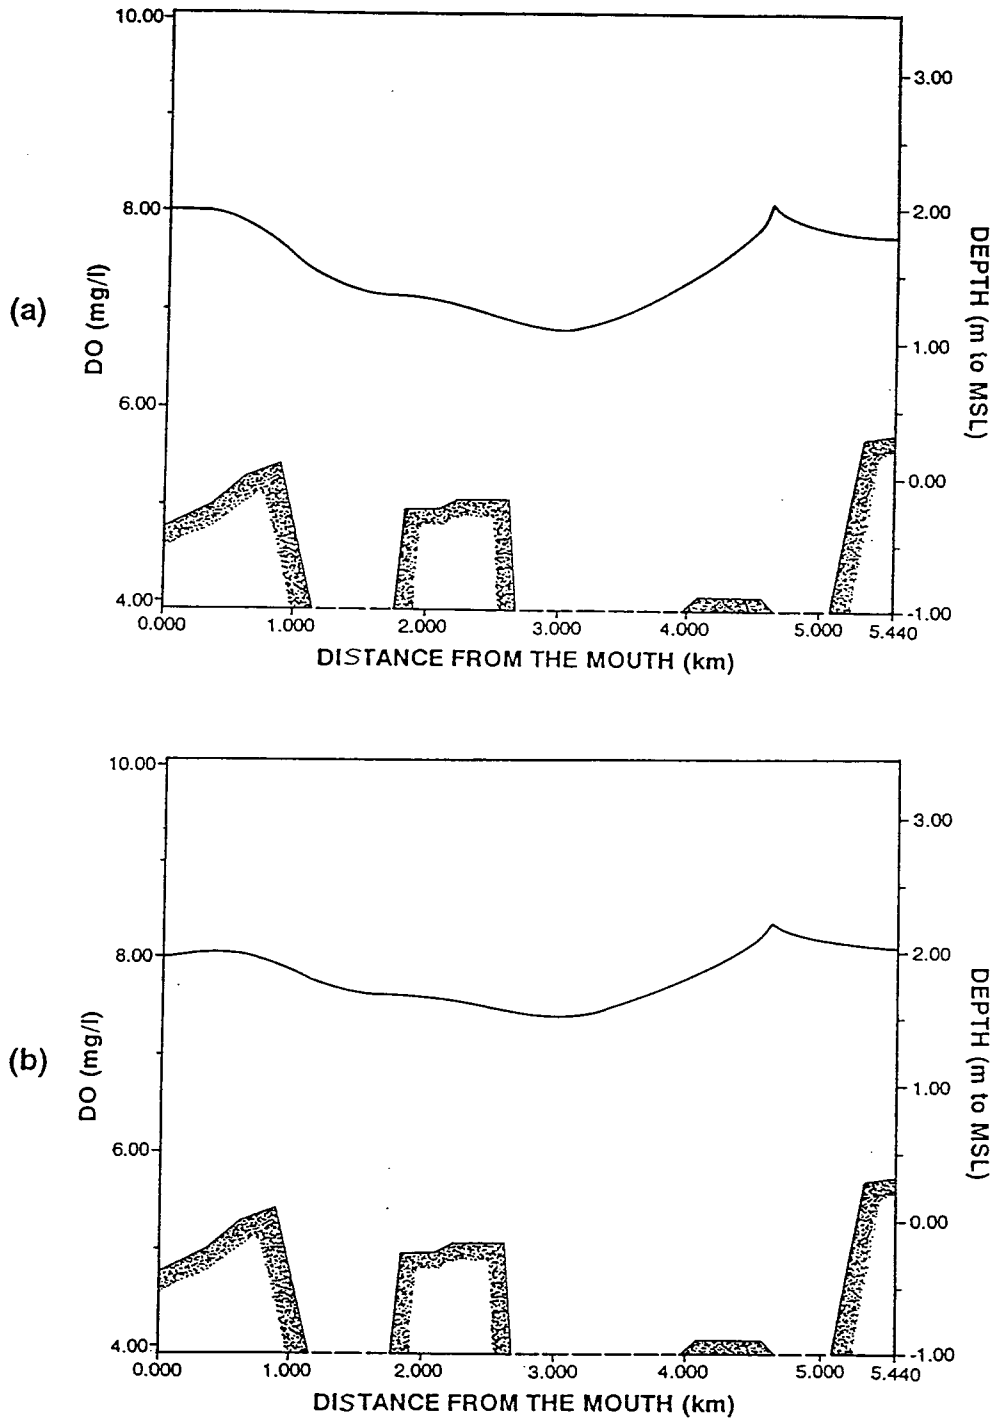 (a)
DO (mg/l)
10.00
8.00
6.00
4.00
3.00
2.00
1.00
0.00
-1.00
DEPTH (m to MSL)
0.000 1.000 2.000 3.000 4.000 5.000 5.440
DISTANCE FROM THE MOUTH (km)
(b)
DO (mg/l)
10.00
8.00
6.00
4.00
3.00
2.00
1.00
0.00
-1.00
DEPTH (m to MSL)
0.000 1.000 2.000 3.000 4.000 5.000 5.440
DISTANCE FROM THE MOUTH (km)